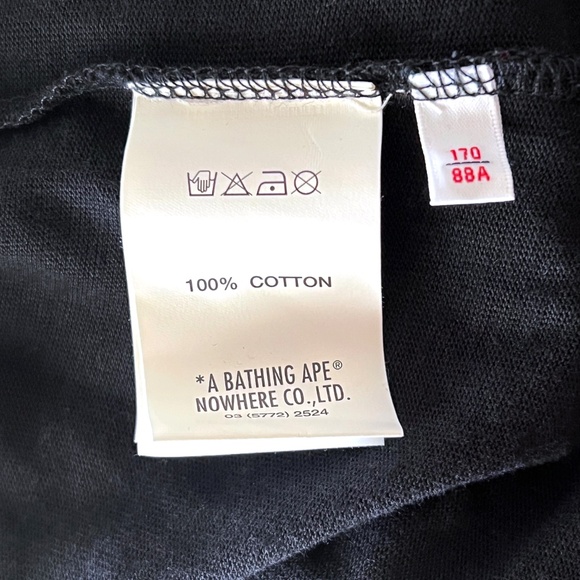 100% COTTON
*A BATHING APE®
NOWHERE CO.,LTD.
03 (5772) 2524
170
88A